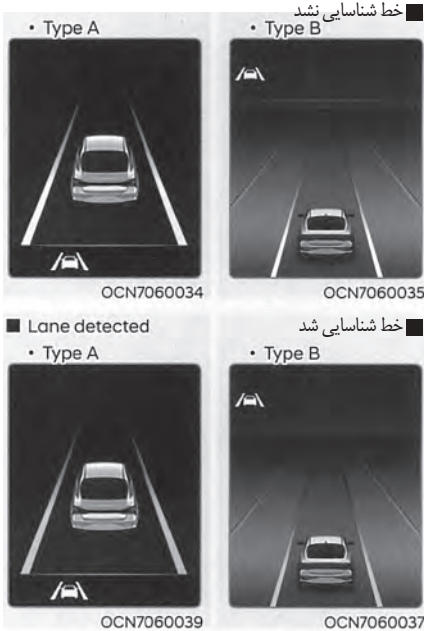 ■ خط شناسایی نشد
• Type A
• Type B
OCN7060034
OCN7060035
■ Lane detected
■ خط شناسایی شد
• Type A
• Type B
OCN7060039
OCN7060037